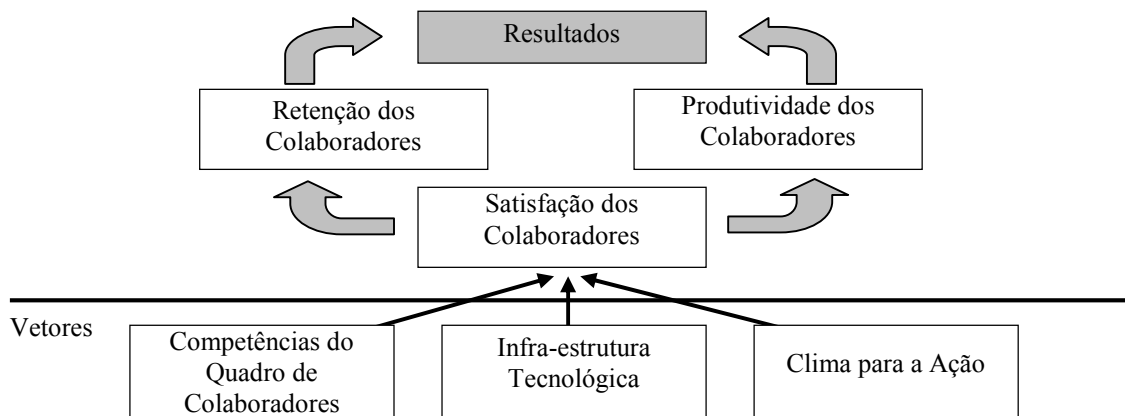 Resultados
Retenção dos
Colaboradores
Produtividade dos
Colaboradores
Satisfação dos
Colaboradores
Vetores
Competências do
Quadro de
Colaboradores
Infra-estrutura
Tecnológica
Clima para a Ação